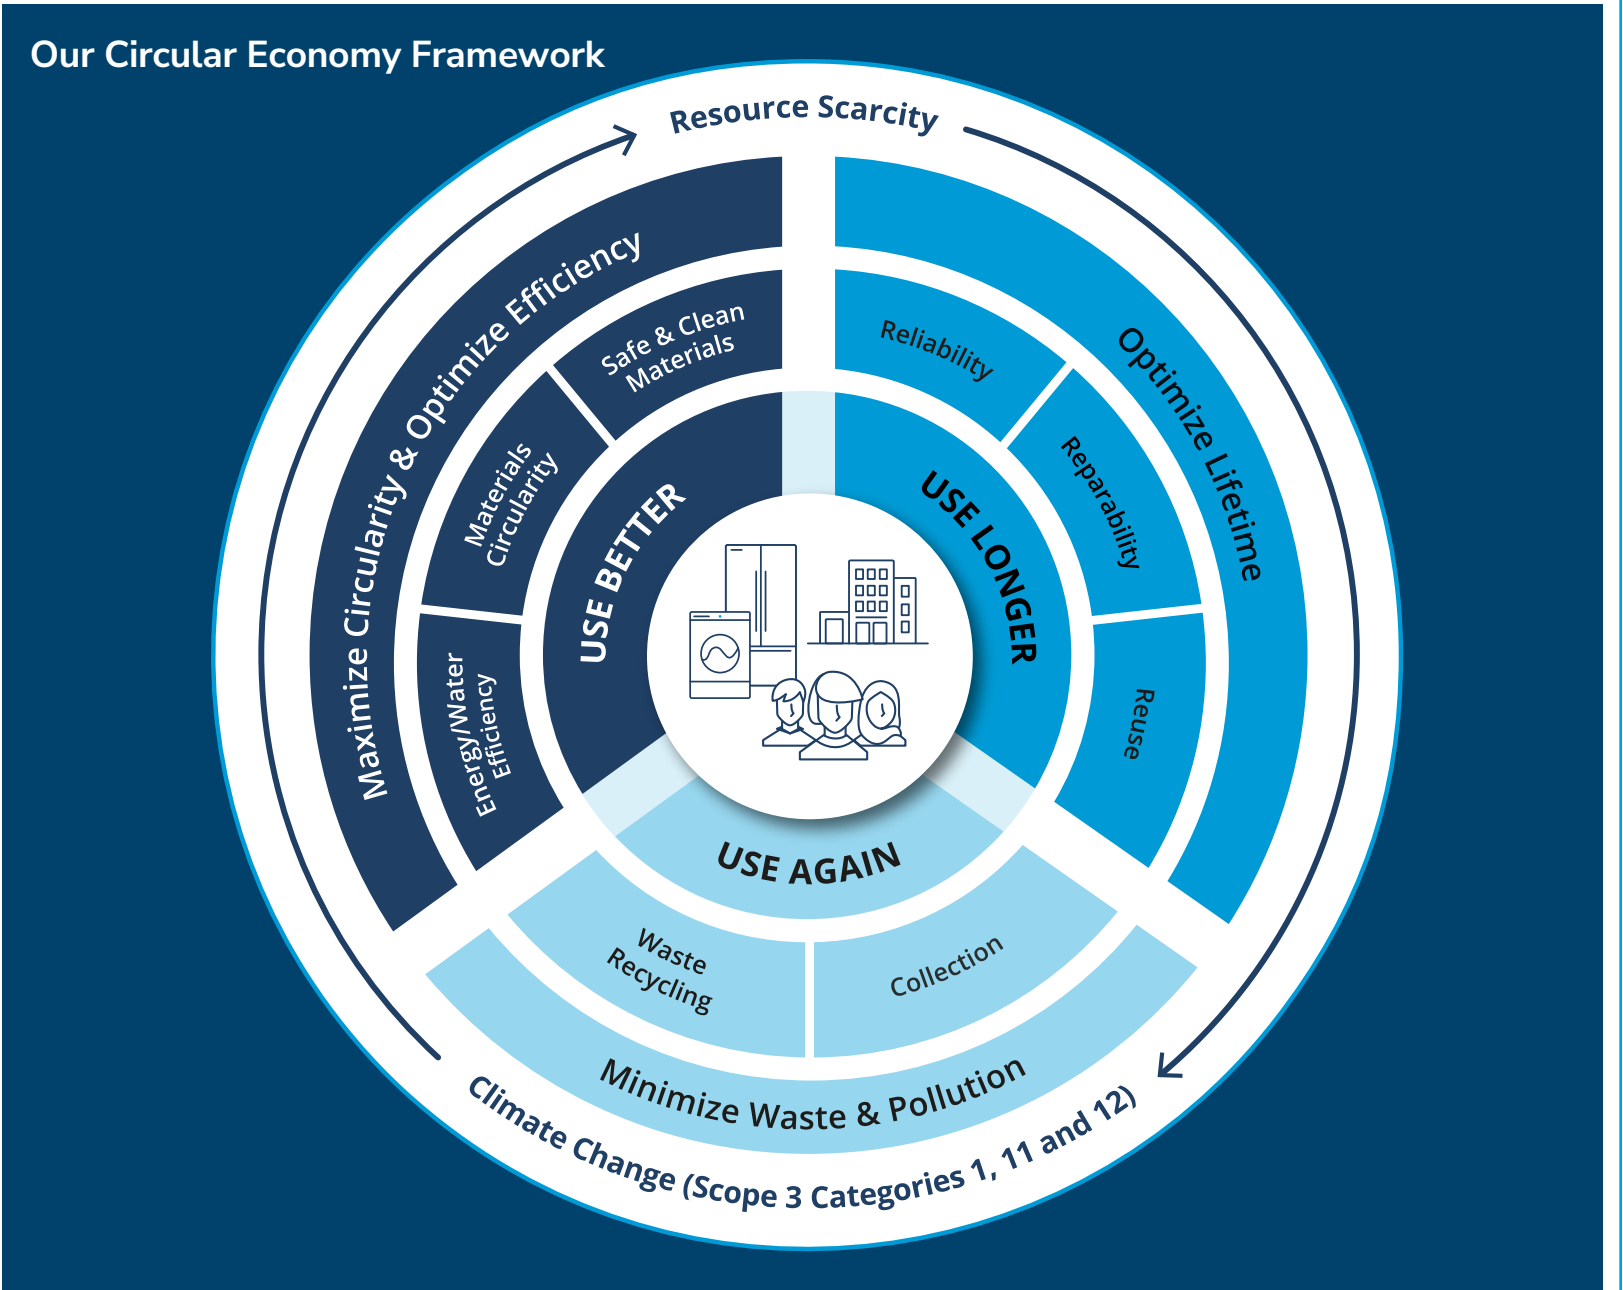 Our Circular Economy Framework
Resource Scarcity
Maximize Circularity & Optimize Efficiency
Safe & Clean
Materials
Materials
Circularity
Energy/Water
Efficiency
USE BETTER
Optimize Lifetime
Reliability
Reparability
Reuse
USE LONGER
USE AGAIN
Waste
Recycling
Collection
Minimize Waste & Pollution
Climate Change (Scope 3 Categories 1, 11 and 12)